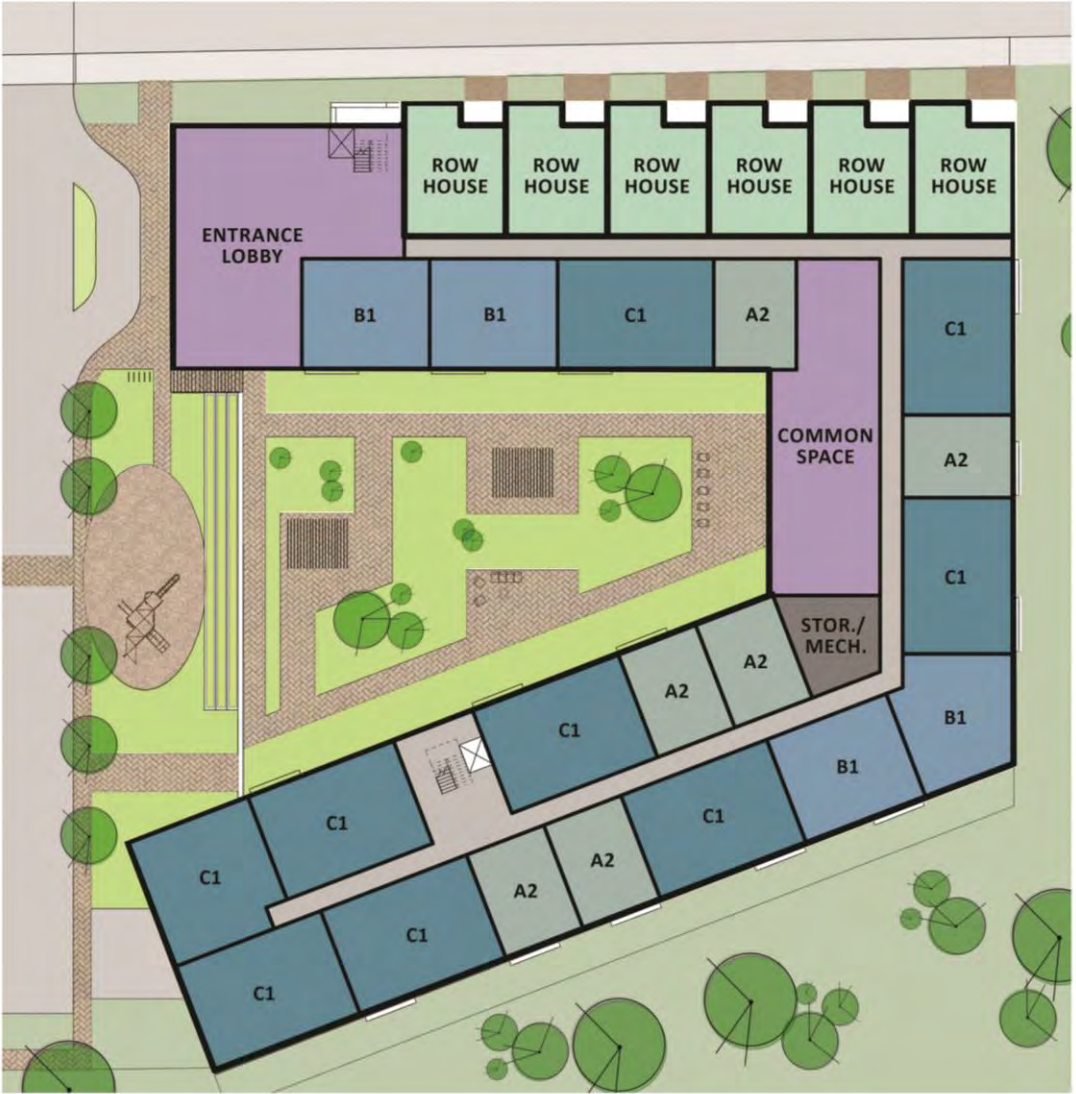 ROW
HOUSE
ROW
HOUSE
ROW
HOUSE
ROW
HOUSE
ROW
HOUSE
ROW
HOUSE
ENTRANCE
LOBBY
B1
B1
C1
A2
C1
COMMON
SPACE
A2
C1
STOR./
MECH.
A2
A2
C1
B1
B1
C1
C1
C1
A2
A2
C1
C1